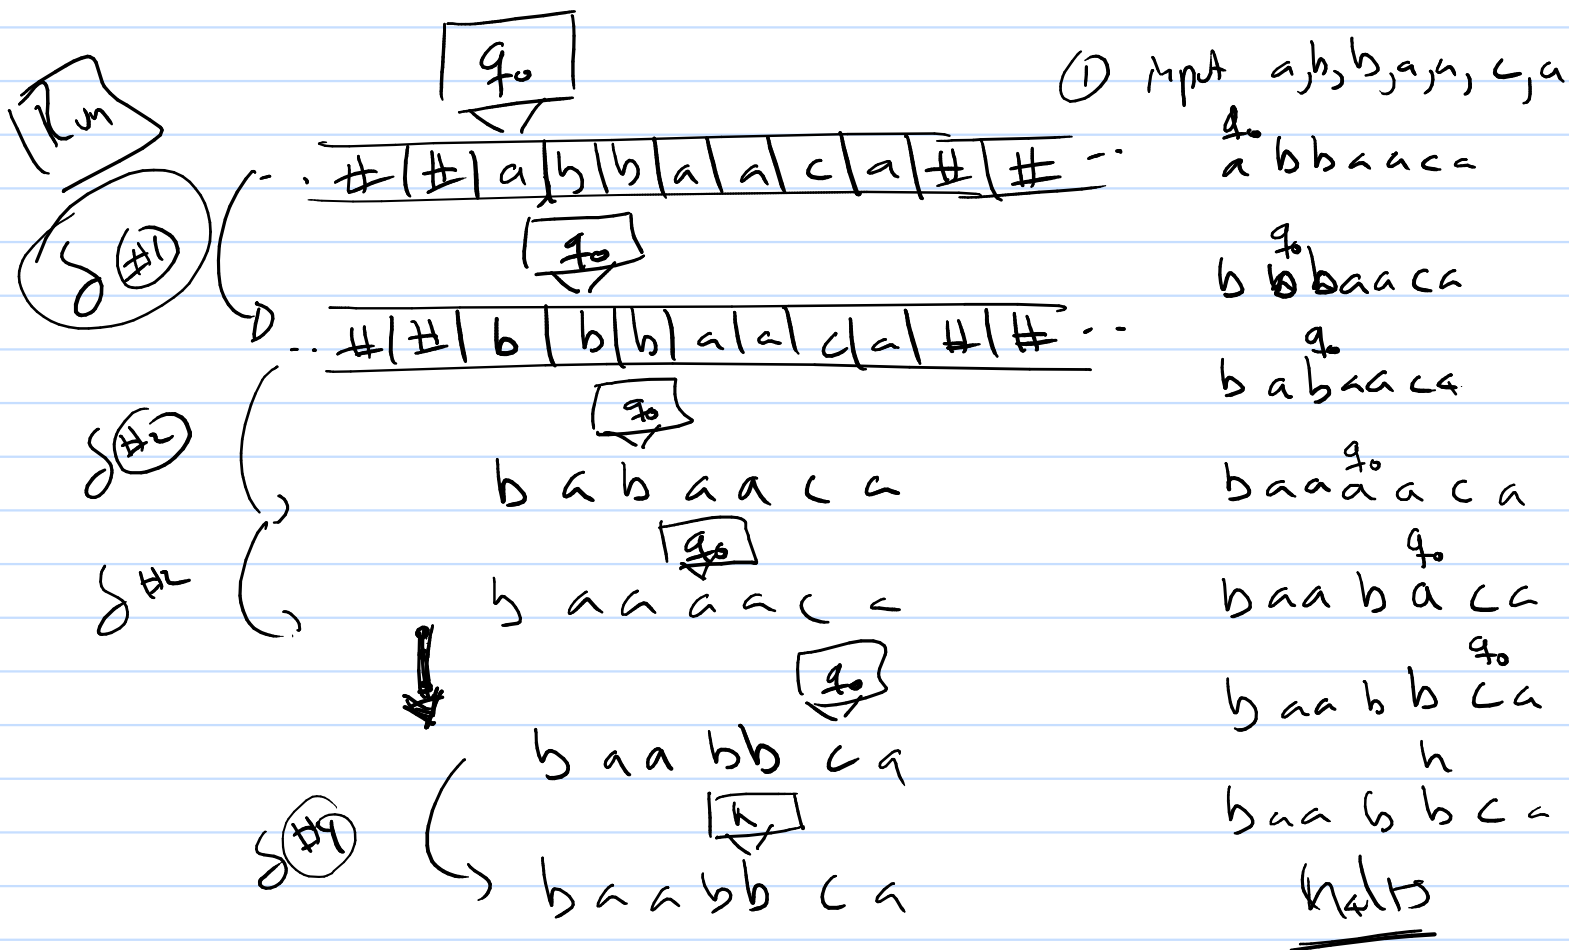 q₀
① input a, b, b, a, a, c, a
Run
q₀
.. # | # | a | b | b | a | a | c | a | # | # ..
a b b a a c a
δ #1
q₀
q₀
b b b a a c a
.. # | # | b | b | b | a | a | c | a | # | # ..
q₀
b a b a a c a
δ #2
q₀
b a b a a c a
q₀
b a a a a c a
δ #2
q₀
b a a a a c
q₀
b a a b a c a
q₀
b a a b b c a
q₀
b a a b b c a
h
b a a b b c a
δ #4
h
b a a b b c a
halts